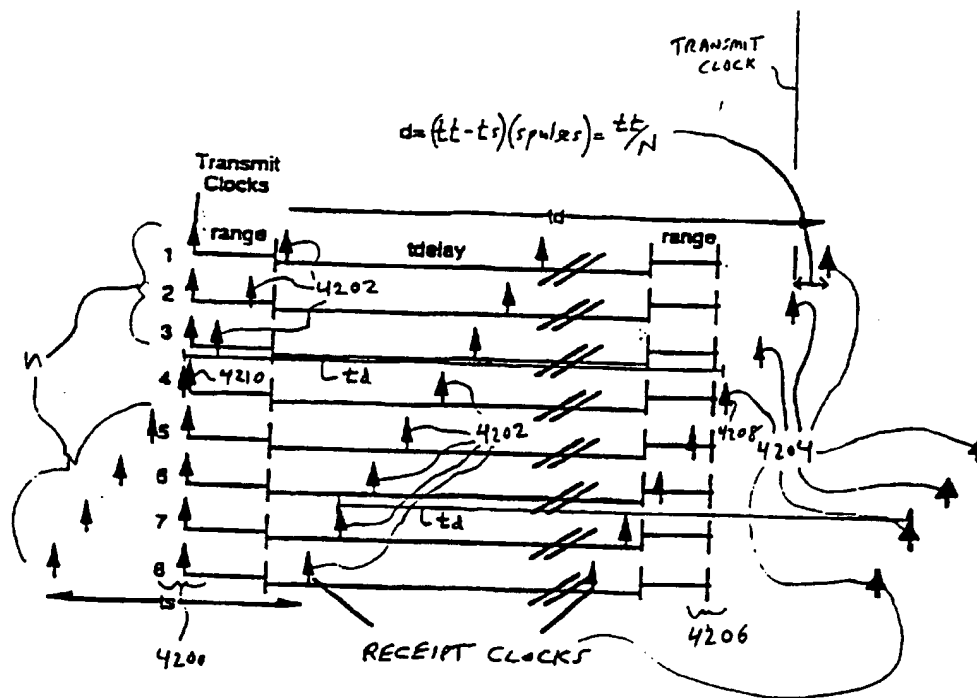 TRANSMIT
CLOCK
d=(tt-ts)(spulses)=tt/N
Transmit
Clocks
td
range
tdelay
range
1
2
4202
3
td
n
4
4210
4208
5
4202
4204
6
7
td
8
ts
4200
RECEIPT CLOCKS
4206